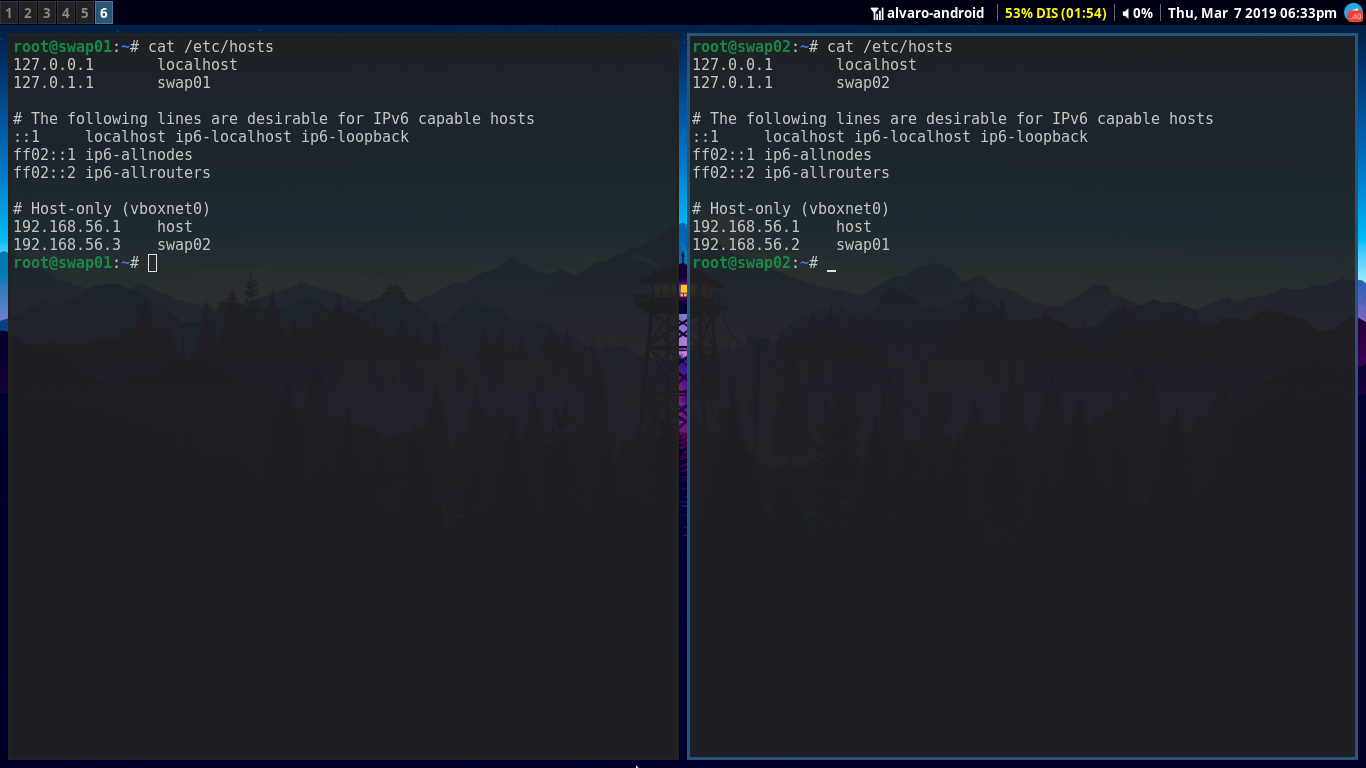 1 2 3 4 5 6
alvaro-android 53% DIS (01:54) 0% Thu, Mar 7 2019 06:33pm
root@swap01:~# cat /etc/hosts
127.0.0.1       localhost
127.0.1.1       swap01

# The following lines are desirable for IPv6 capable hosts
::1     localhost ip6-localhost ip6-loopback
ff02::1 ip6-allnodes
ff02::2 ip6-allrouters

# Host-only (vboxnet0)
192.168.56.1    host
192.168.56.3    swap02
root@swap01:~#
root@swap02:~# cat /etc/hosts
127.0.0.1       localhost
127.0.1.1       swap02

# The following lines are desirable for IPv6 capable hosts
::1     localhost ip6-localhost ip6-loopback
ff02::1 ip6-allnodes
ff02::2 ip6-allrouters

# Host-only (vboxnet0)
192.168.56.1    host
192.168.56.2    swap01
root@swap02:~# _